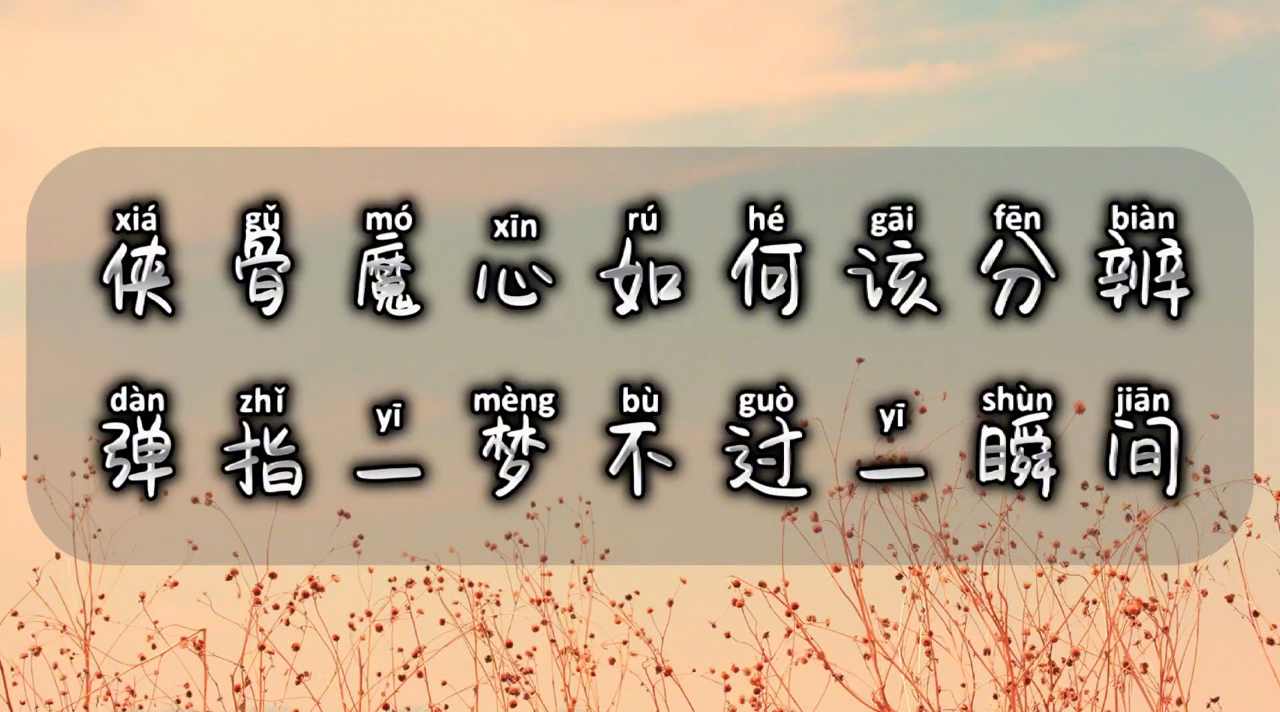 xiá gǔ mó xīn rú hé gāi fēn biàn
侠骨魔心如何该分辨
dàn zhǐ yī mèng bù guò yī shùn jiān
弹指一梦不过一瞬间